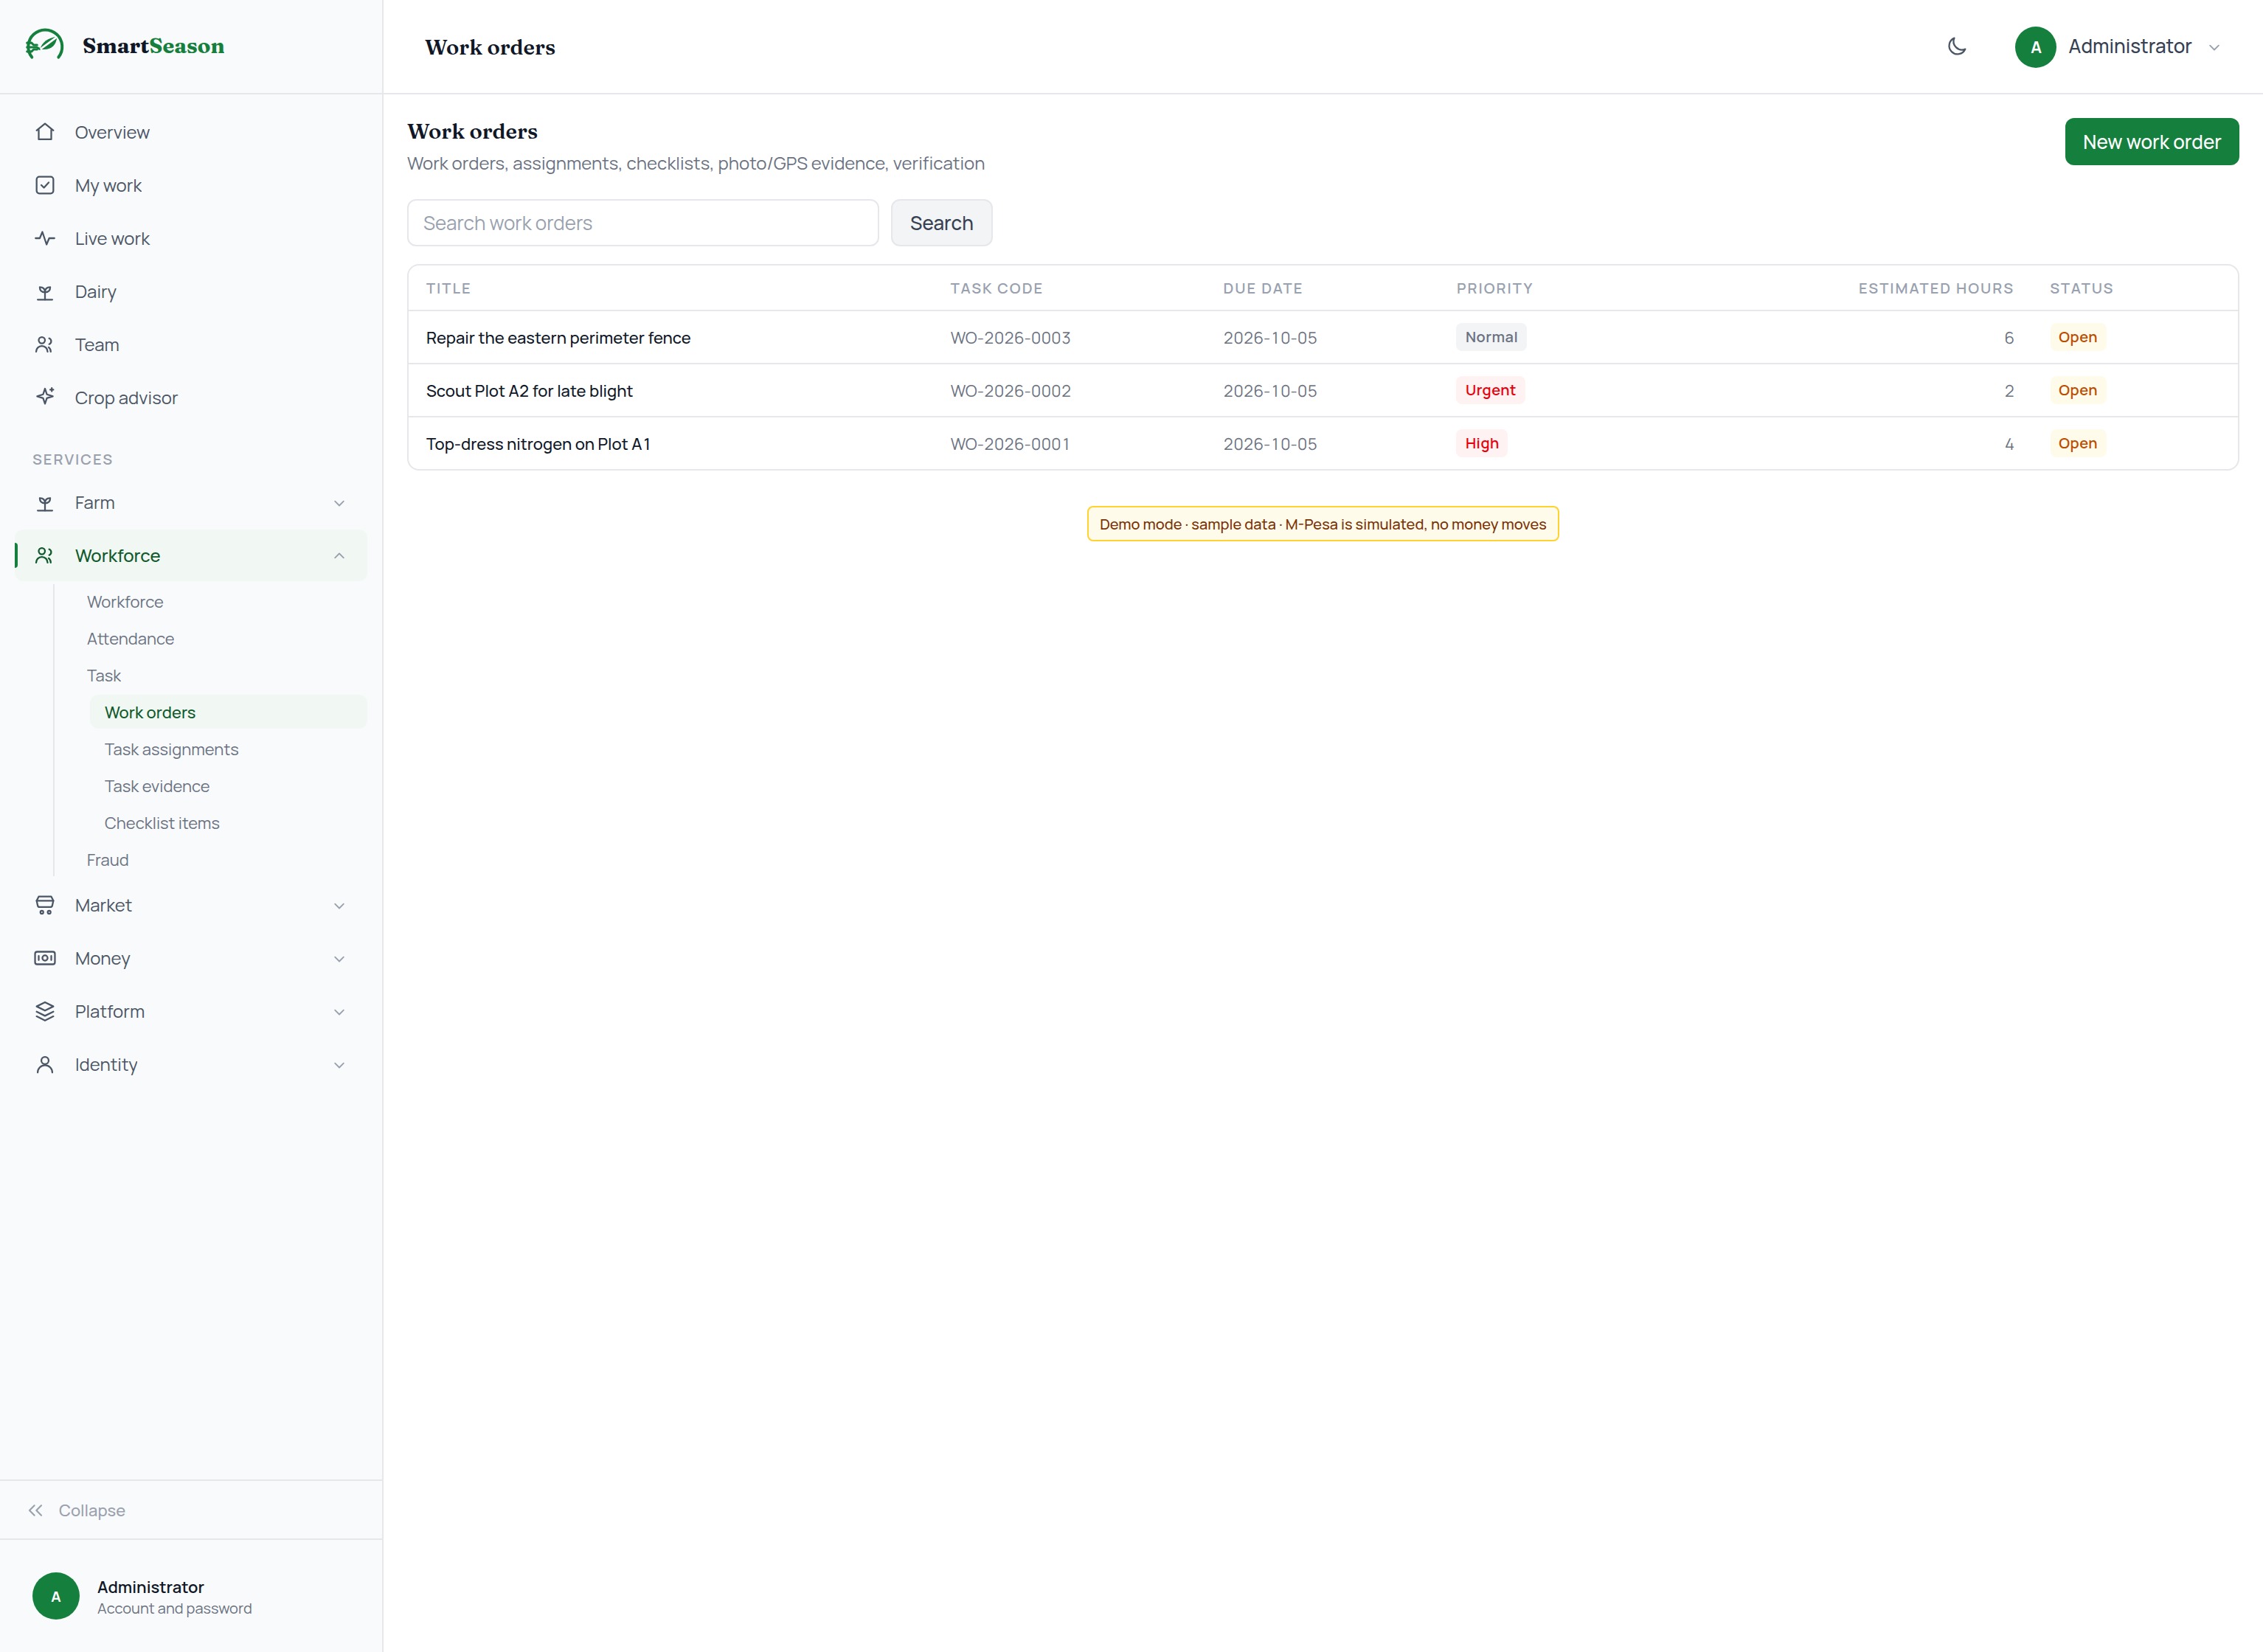 SmartSeason
Work orders
A Administrator
Overview
My work
Live work
Dairy
Team
Crop advisor
SERVICES
Farm
Workforce
Workforce
Attendance
Task
Work orders
Task assignments
Task evidence
Checklist items
Fraud
Market
Money
Platform
Identity
Collapse
A
Administrator
Account and password
Work orders
New work order
Work orders, assignments, checklists, photo/GPS evidence, verification
Search work orders Search
TITLE TASK CODE DUE DATE PRIORITY ESTIMATED HOURS STATUS
Repair the eastern perimeter fence WO-2026-0003 2026-10-05 Normal 6 Open
Scout Plot A2 for late blight WO-2026-0002 2026-10-05 Urgent 2 Open
Top-dress nitrogen on Plot A1 WO-2026-0001 2026-10-05 High 4 Open
Demo mode · sample data · M-Pesa is simulated, no money moves